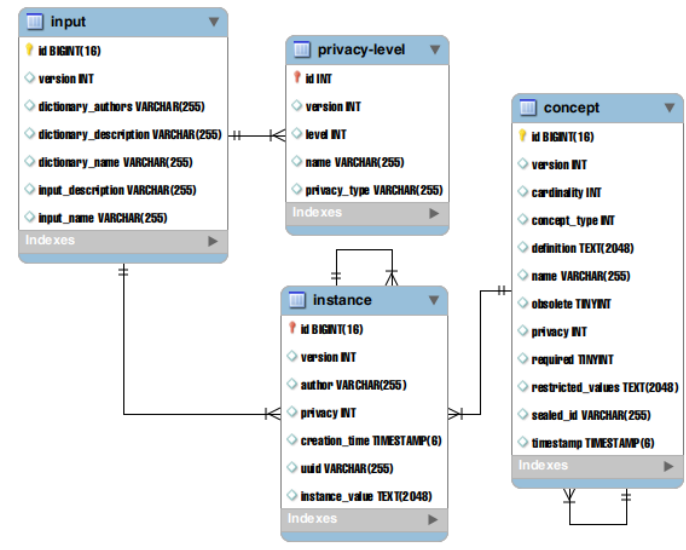 input
id BIGINT(16)
version INT
dictionary_authors VARCHAR(255)
dictionary_description VARCHAR(255)
dictionary_name VARCHAR(255)
input_description VARCHAR(255)
input_name VARCHAR(255)
Indexes
privacy-level
id INT
version INT
level INT
name VARCHAR(255)
privacy_type VARCHAR(255)
Indexes
instance
id BIGINT(16)
version INT
author VARCHAR(255)
privacy INT
creation_time TIMESTAMP(6)
uuid VARCHAR(255)
instance_value TEXT(2048)
Indexes
concept
id BIGINT(16)
version INT
cardinality INT
concept_type INT
definition TEXT(2048)
name VARCHAR(255)
obsolete TINYINT
privacy INT
required TINYINT
restricted_values TEXT(2048)
sealed_id VARCHAR(255)
timestamp TIMESTAMP(6)
Indexes